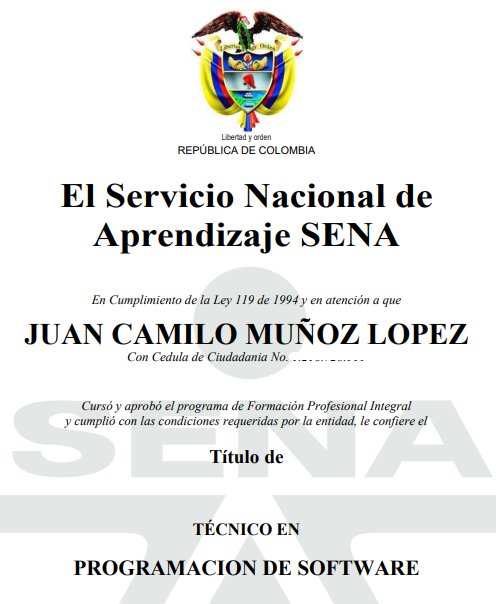 Libertad y Orden
Libertad y orden
REPÚBLICA DE COLOMBIA
El Servicio Nacional de
Aprendizaje SENA
En Cumplimiento de la Ley 119 de 1994 y en atención a que
JUAN CAMILO MUÑOZ LOPEZ
Con Cedula de Ciudadania No.
Cursó y aprobó el programa de Formación Profesional Integral
y cumplió con las condiciones requeridas por la entidad, le confiere el
SENA
Título de
TÉCNICO EN
PROGRAMACION DE SOFTWARE